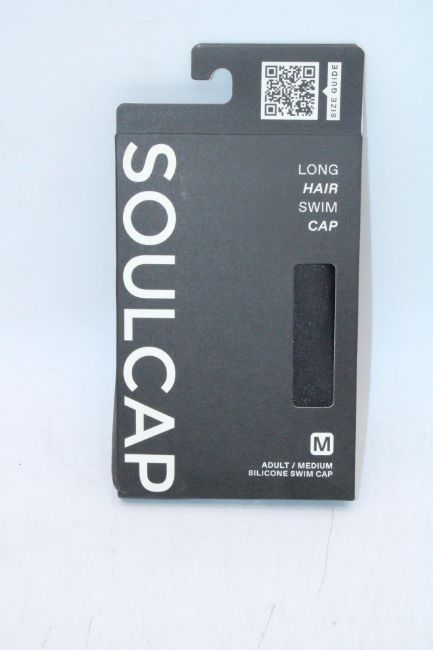 SIZE GUIDE
LONG
HAIR
SWIM
CAP
SOULCAP
M
ADULT / MEDIUM
SILICONE SWIM CAP